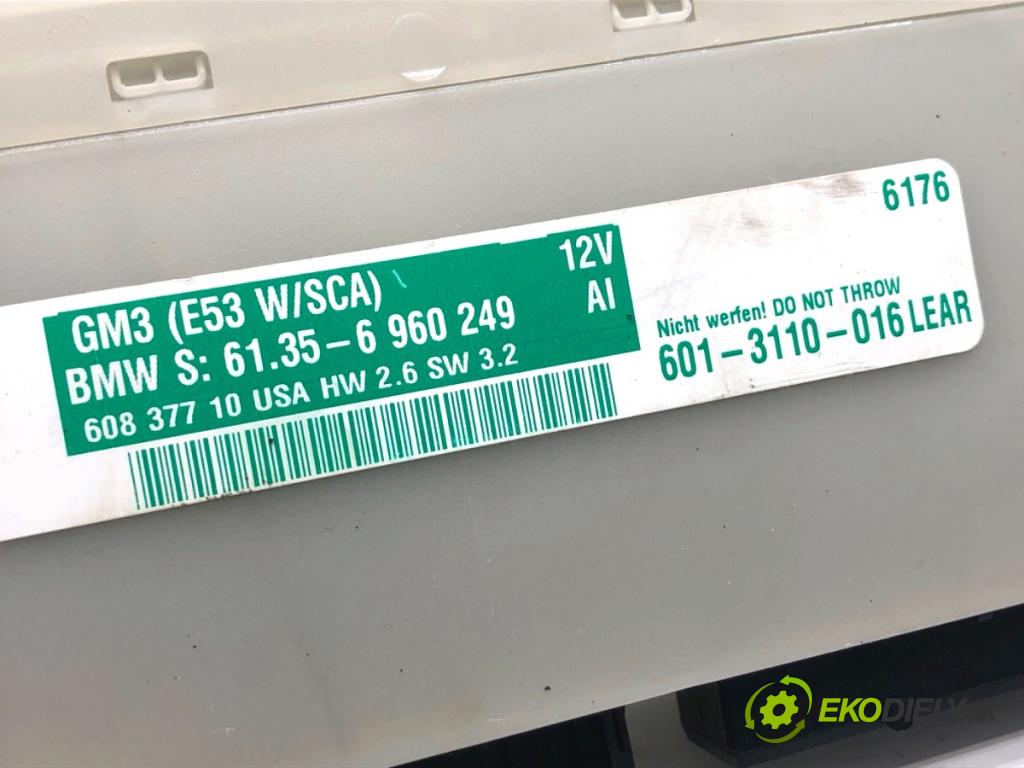 6176
GM3 (E53 W/SCA) 12V
BMW S: 61.35-6 960 249 AI
608 377 10 USA HW 2.6 SW 3.2
Nicht werfen! DO NOT THROW
601-3110-016 LEAR
EKODIELY